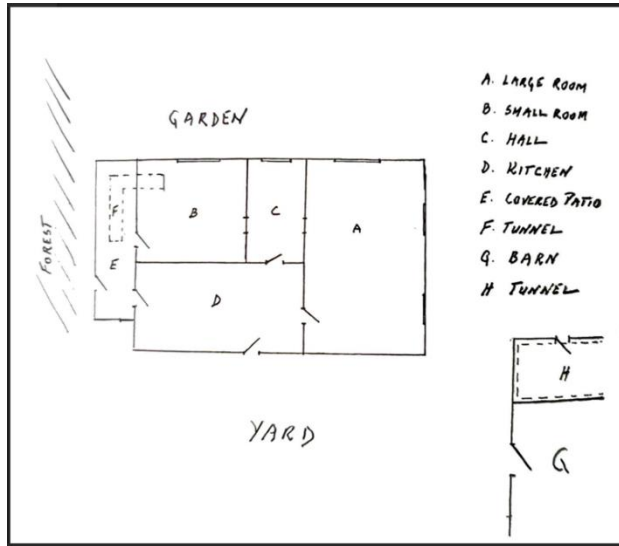 GARDEN
A. LARGE ROOM
B. SMALL ROOM
C. HALL
D. KITCHEN
E. COVERED PATIO
F. TUNNEL
G. BARN
H TUNNEL
FOREST
F
B
C
A
E
D
H
YARD
G